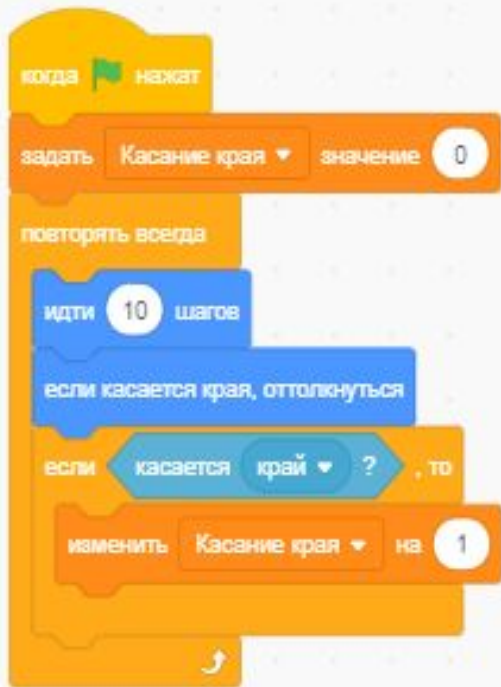 когда нажат
задать Касание края значение 0
повторять всегда
идти 10 шагов
если касается края, оттолкнуться
если касается край ? , то
изменить Касание края на 1